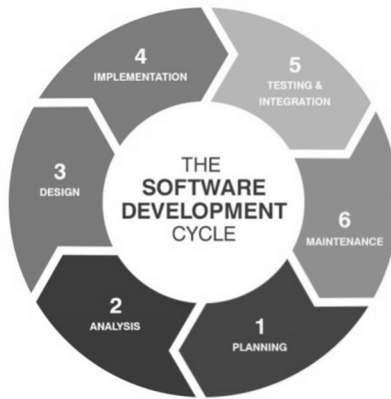 4
IMPLEMENTATION
5
TESTING &
INTEGRATION
3
DESIGN
THE
SOFTWARE
DEVELOPMENT
CYCLE
6
MAINTENANCE
2
ANALYSIS
1
PLANNING